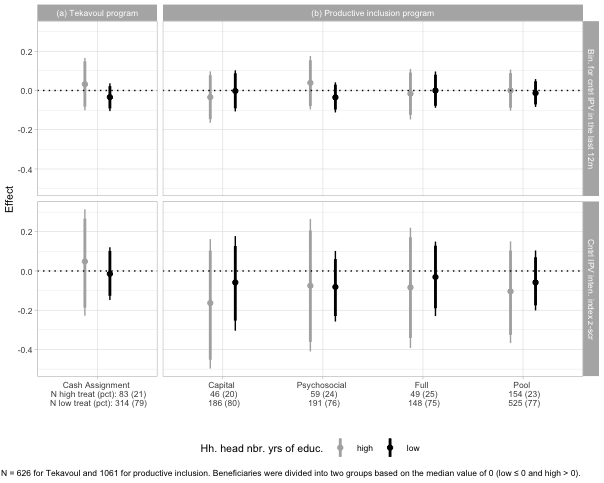 (a) Tekavoul program
(b) Productive inclusion program
Effect
0.2
0.0
-0.2
-0.4
Bin. for cntrl IPV in the last 12m
0.2
0.0
-0.2
-0.4
Cntrl IPV inten. index z-scr
Cash Assignment
N high treat (pct): 83 (21)
N low treat (pct): 314 (79)
Capital
46 (20)
186 (80)
Psychosocial
59 (24)
191 (76)
Full
49 (25)
148 (75)
Pool
154 (23)
525 (77)
Hh. head nbr. yrs of educ. high low
N = 626 for Tekavoul and 1061 for productive inclusion. Beneficiaries were divided into two groups based on the median value of 0 (low ≤ 0 and high > 0).